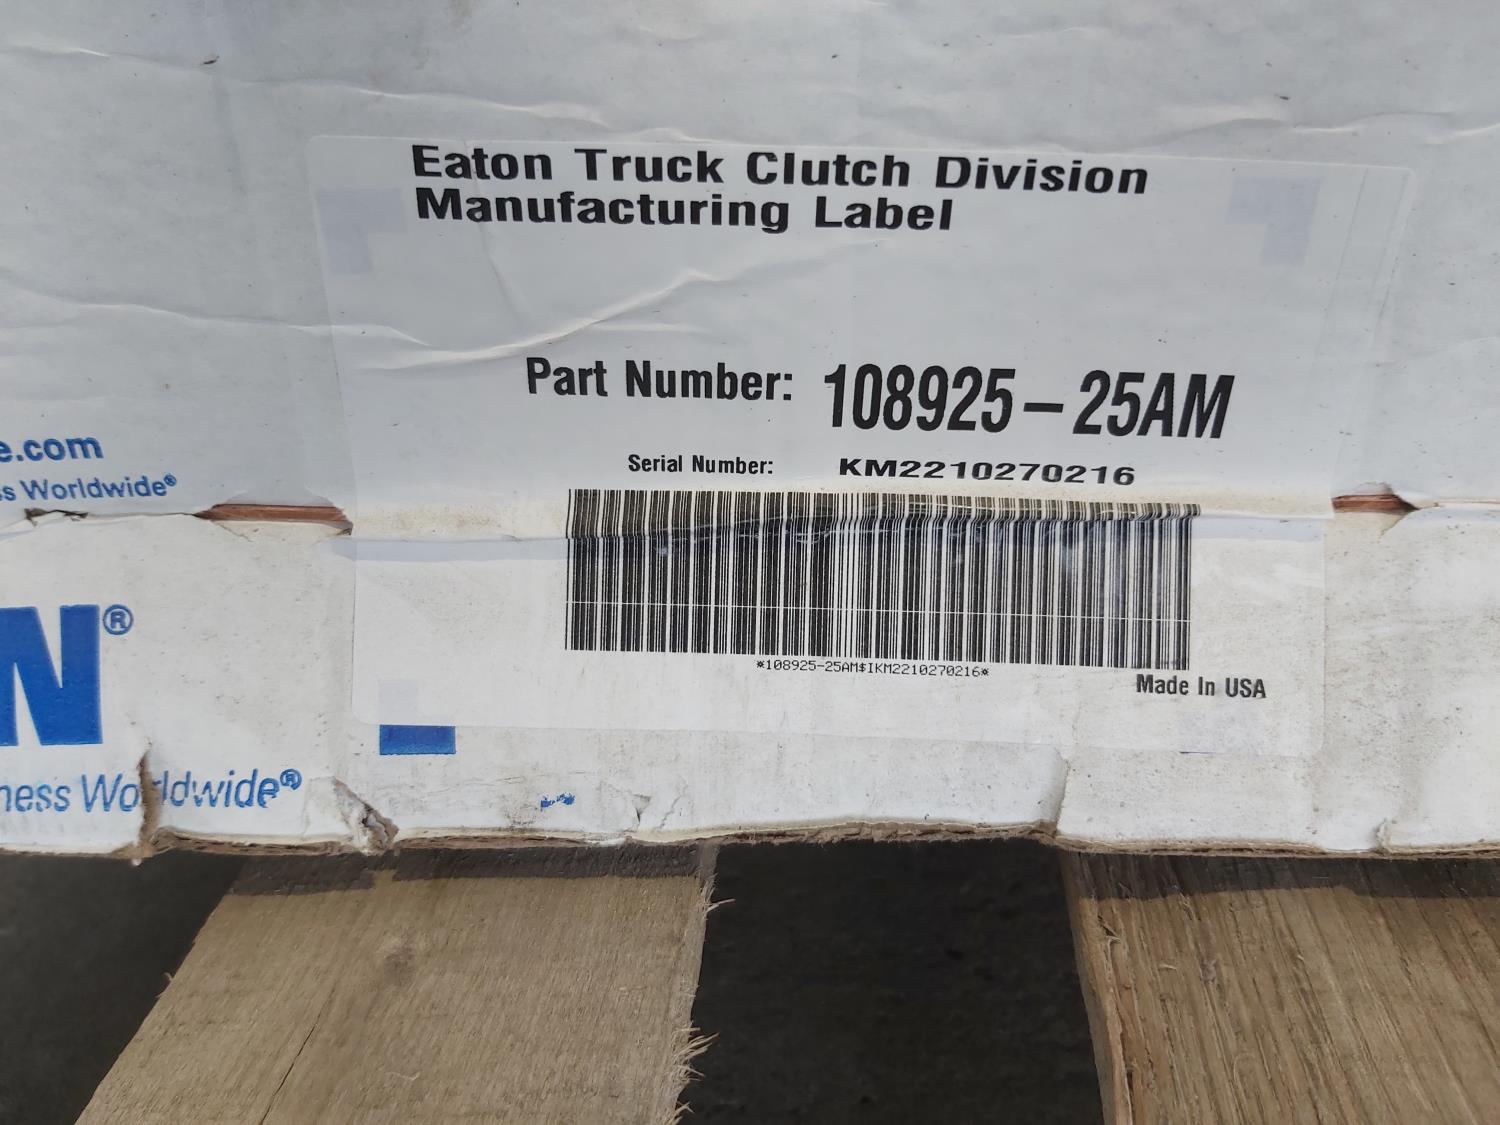 Eaton Truck Clutch Division
Manufacturing Label
Part Number: 108925-25AM
Serial Number: KM2210270216
*108925-25AM$IKM2210270216*
Made In USA
e.com
s Worldwide®
N®
ness Worldwide®